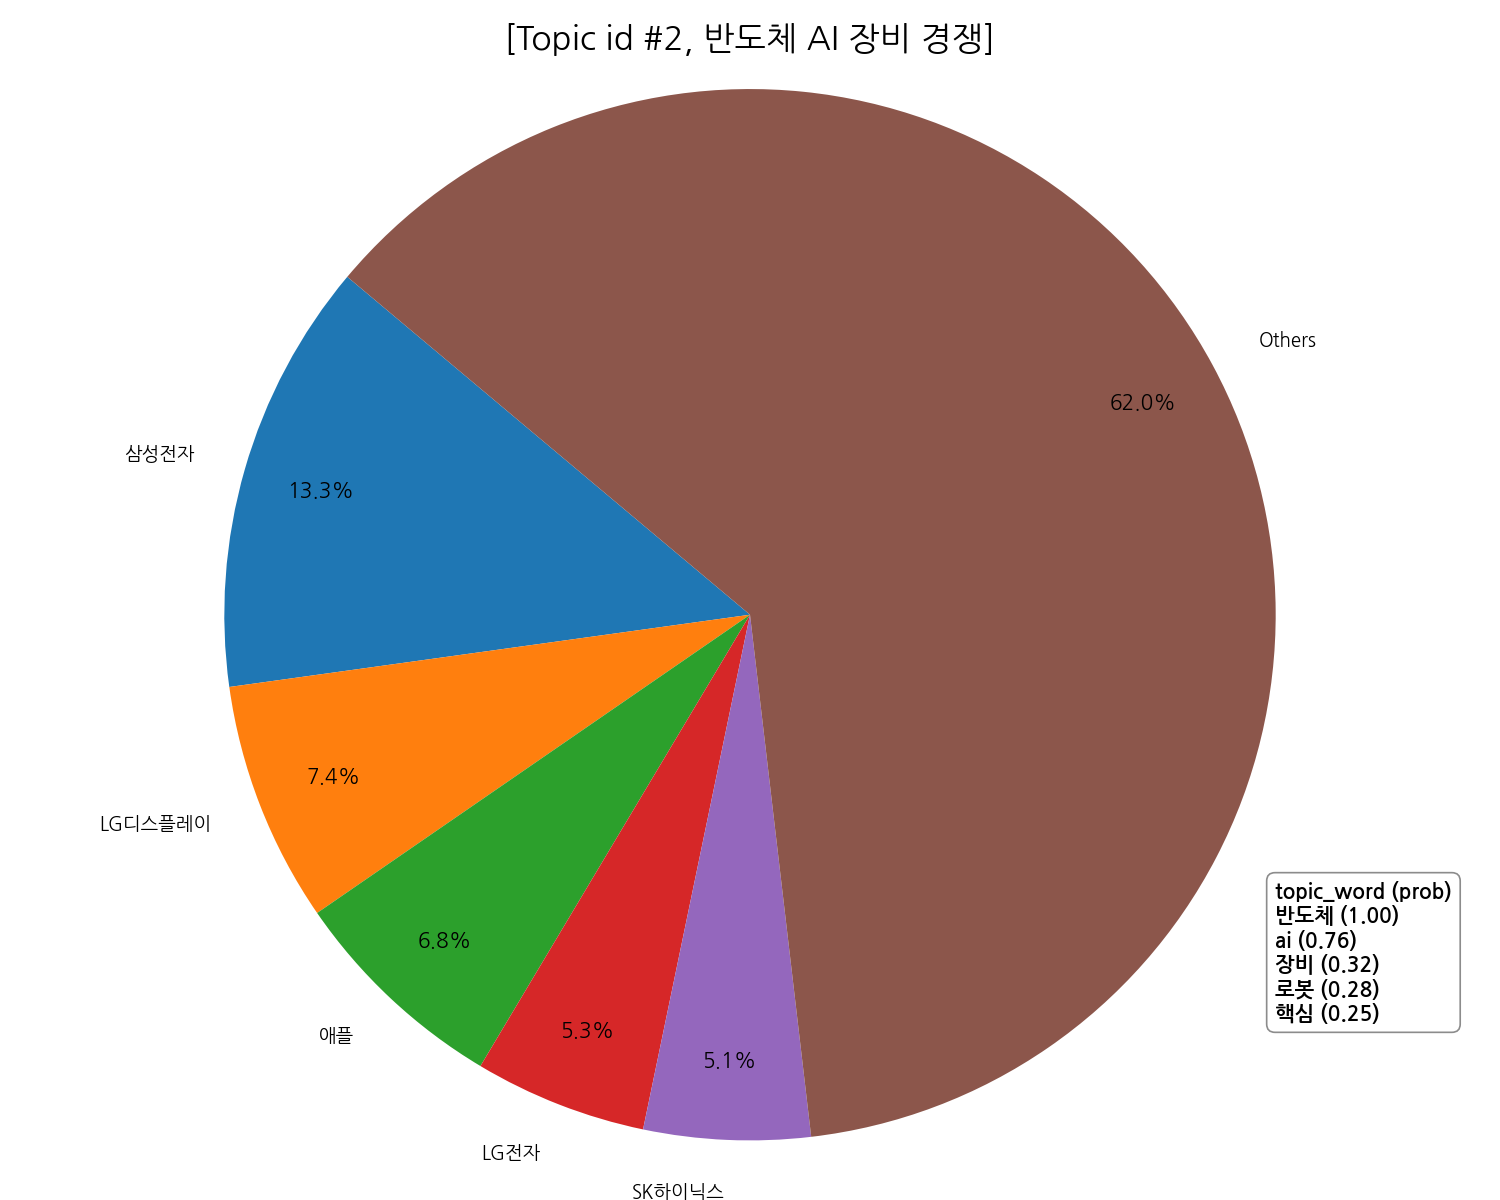 [Topic id #2, 반도체 AI 장비 경쟁]
Others
62.0%
삼성전자
13.3%
7.4%
LG디스플레이
6.8%
애플
5.3%
LG전자
5.1%
SK하이닉스
topic_word (prob)
반도체 (1.00)
ai (0.76)
장비 (0.32)
로봇 (0.28)
핵심 (0.25)